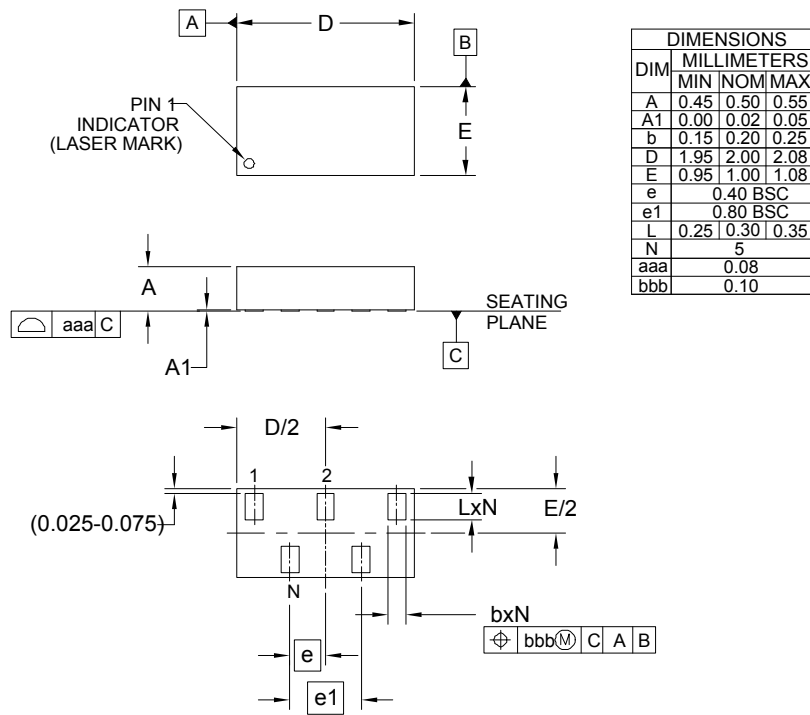 A
D
B
PIN 1
INDICATOR
(LASER MARK)
E
DIMENSIONS
DIM MILLIMETERS
MIN NOM MAX
A 0.45 0.50 0.55
A1 0.00 0.02 0.05
b 0.15 0.20 0.25
D 1.95 2.00 2.08
E 0.95 1.00 1.08
e 0.40 BSC
e1 0.80 BSC
L 0.25 0.30 0.35
N 5
aaa 0.08
bbb 0.10
A
aaa C
A1
SEATING
PLANE
C
D/2
1 2
(0.025-0.075)
LxN
E/2
N
bxN
bbbⓂ C A B
e
e1